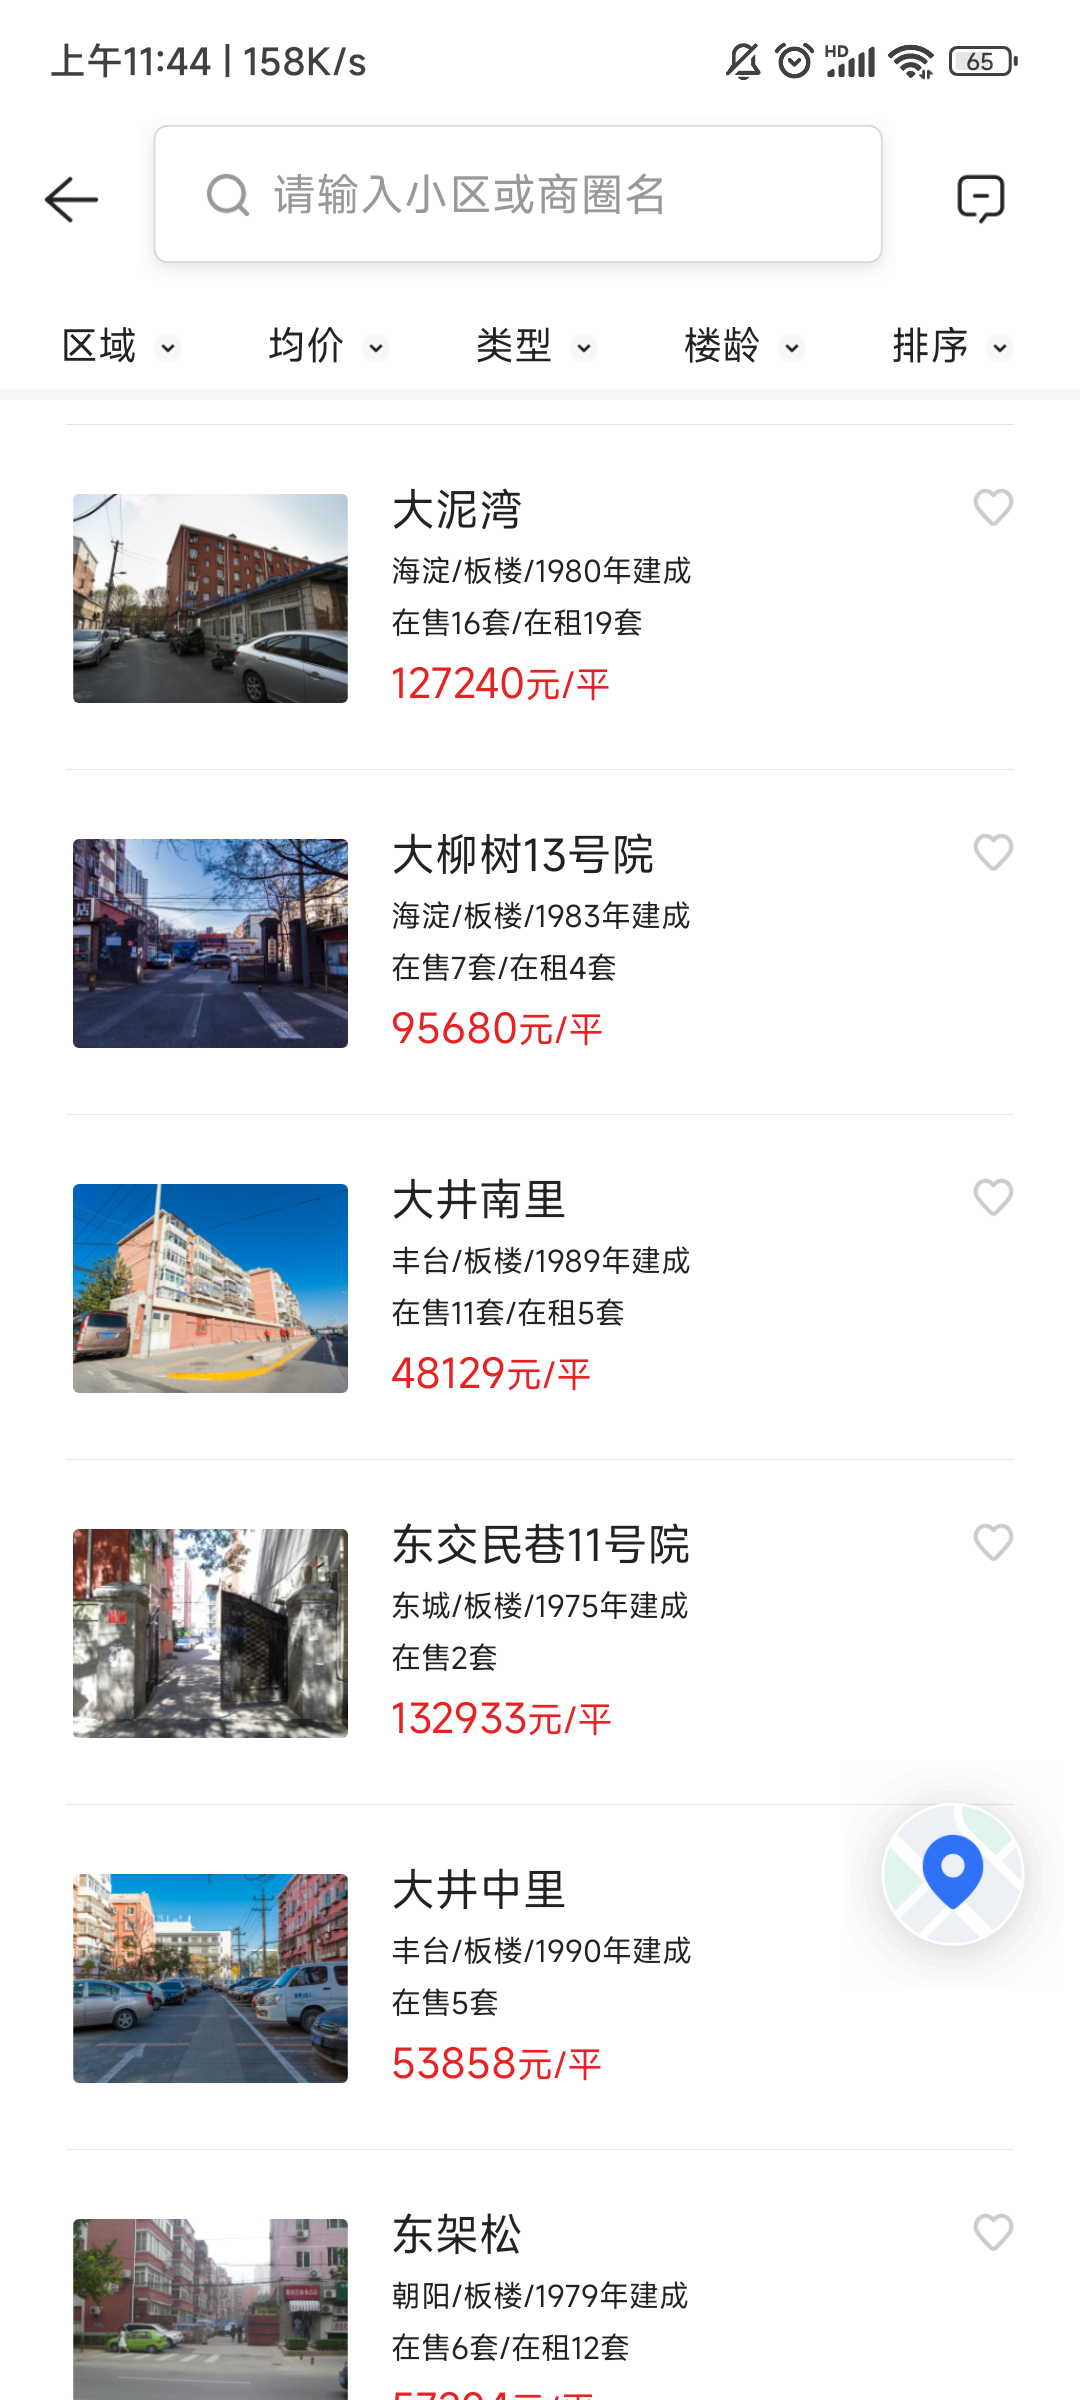 上午11:44 | 158K/s
HD
65
请输入小区或商圈名
区域 均价 类型 楼龄 排序
大泥湾
海淀/板楼/1980年建成
在售16套/在租19套
127240元/平
大柳树13号院
海淀/板楼/1983年建成
在售7套/在租4套
95680元/平
大井南里
丰台/板楼/1989年建成
在售11套/在租5套
48129元/平
东交民巷11号院
东城/板楼/1975年建成
在售2套
132933元/平
大井中里
丰台/板楼/1990年建成
在售5套
53858元/平
东架松
朝阳/板楼/1979年建成
在售6套/在租12套